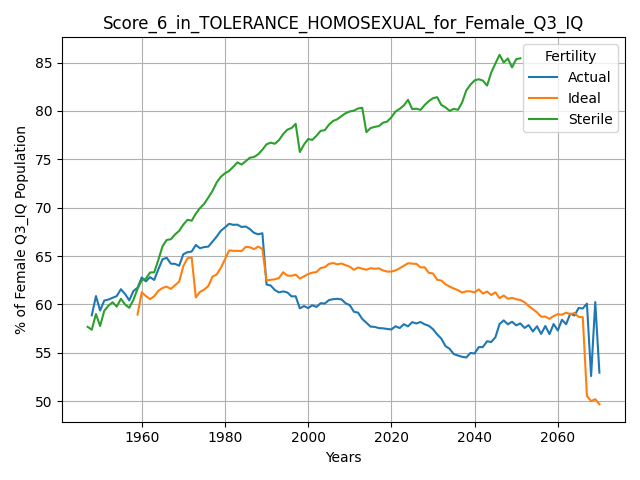 Score_6_in_TOLERANCE_HOMOSEXUAL_for_Female_Q3_IQ
% of Female Q3_IQ Population
85
80
75
70
65
60
55
50
Fertility
Actual
Ideal
Sterile
1960 1980 2000 2020 2040 2060
Years